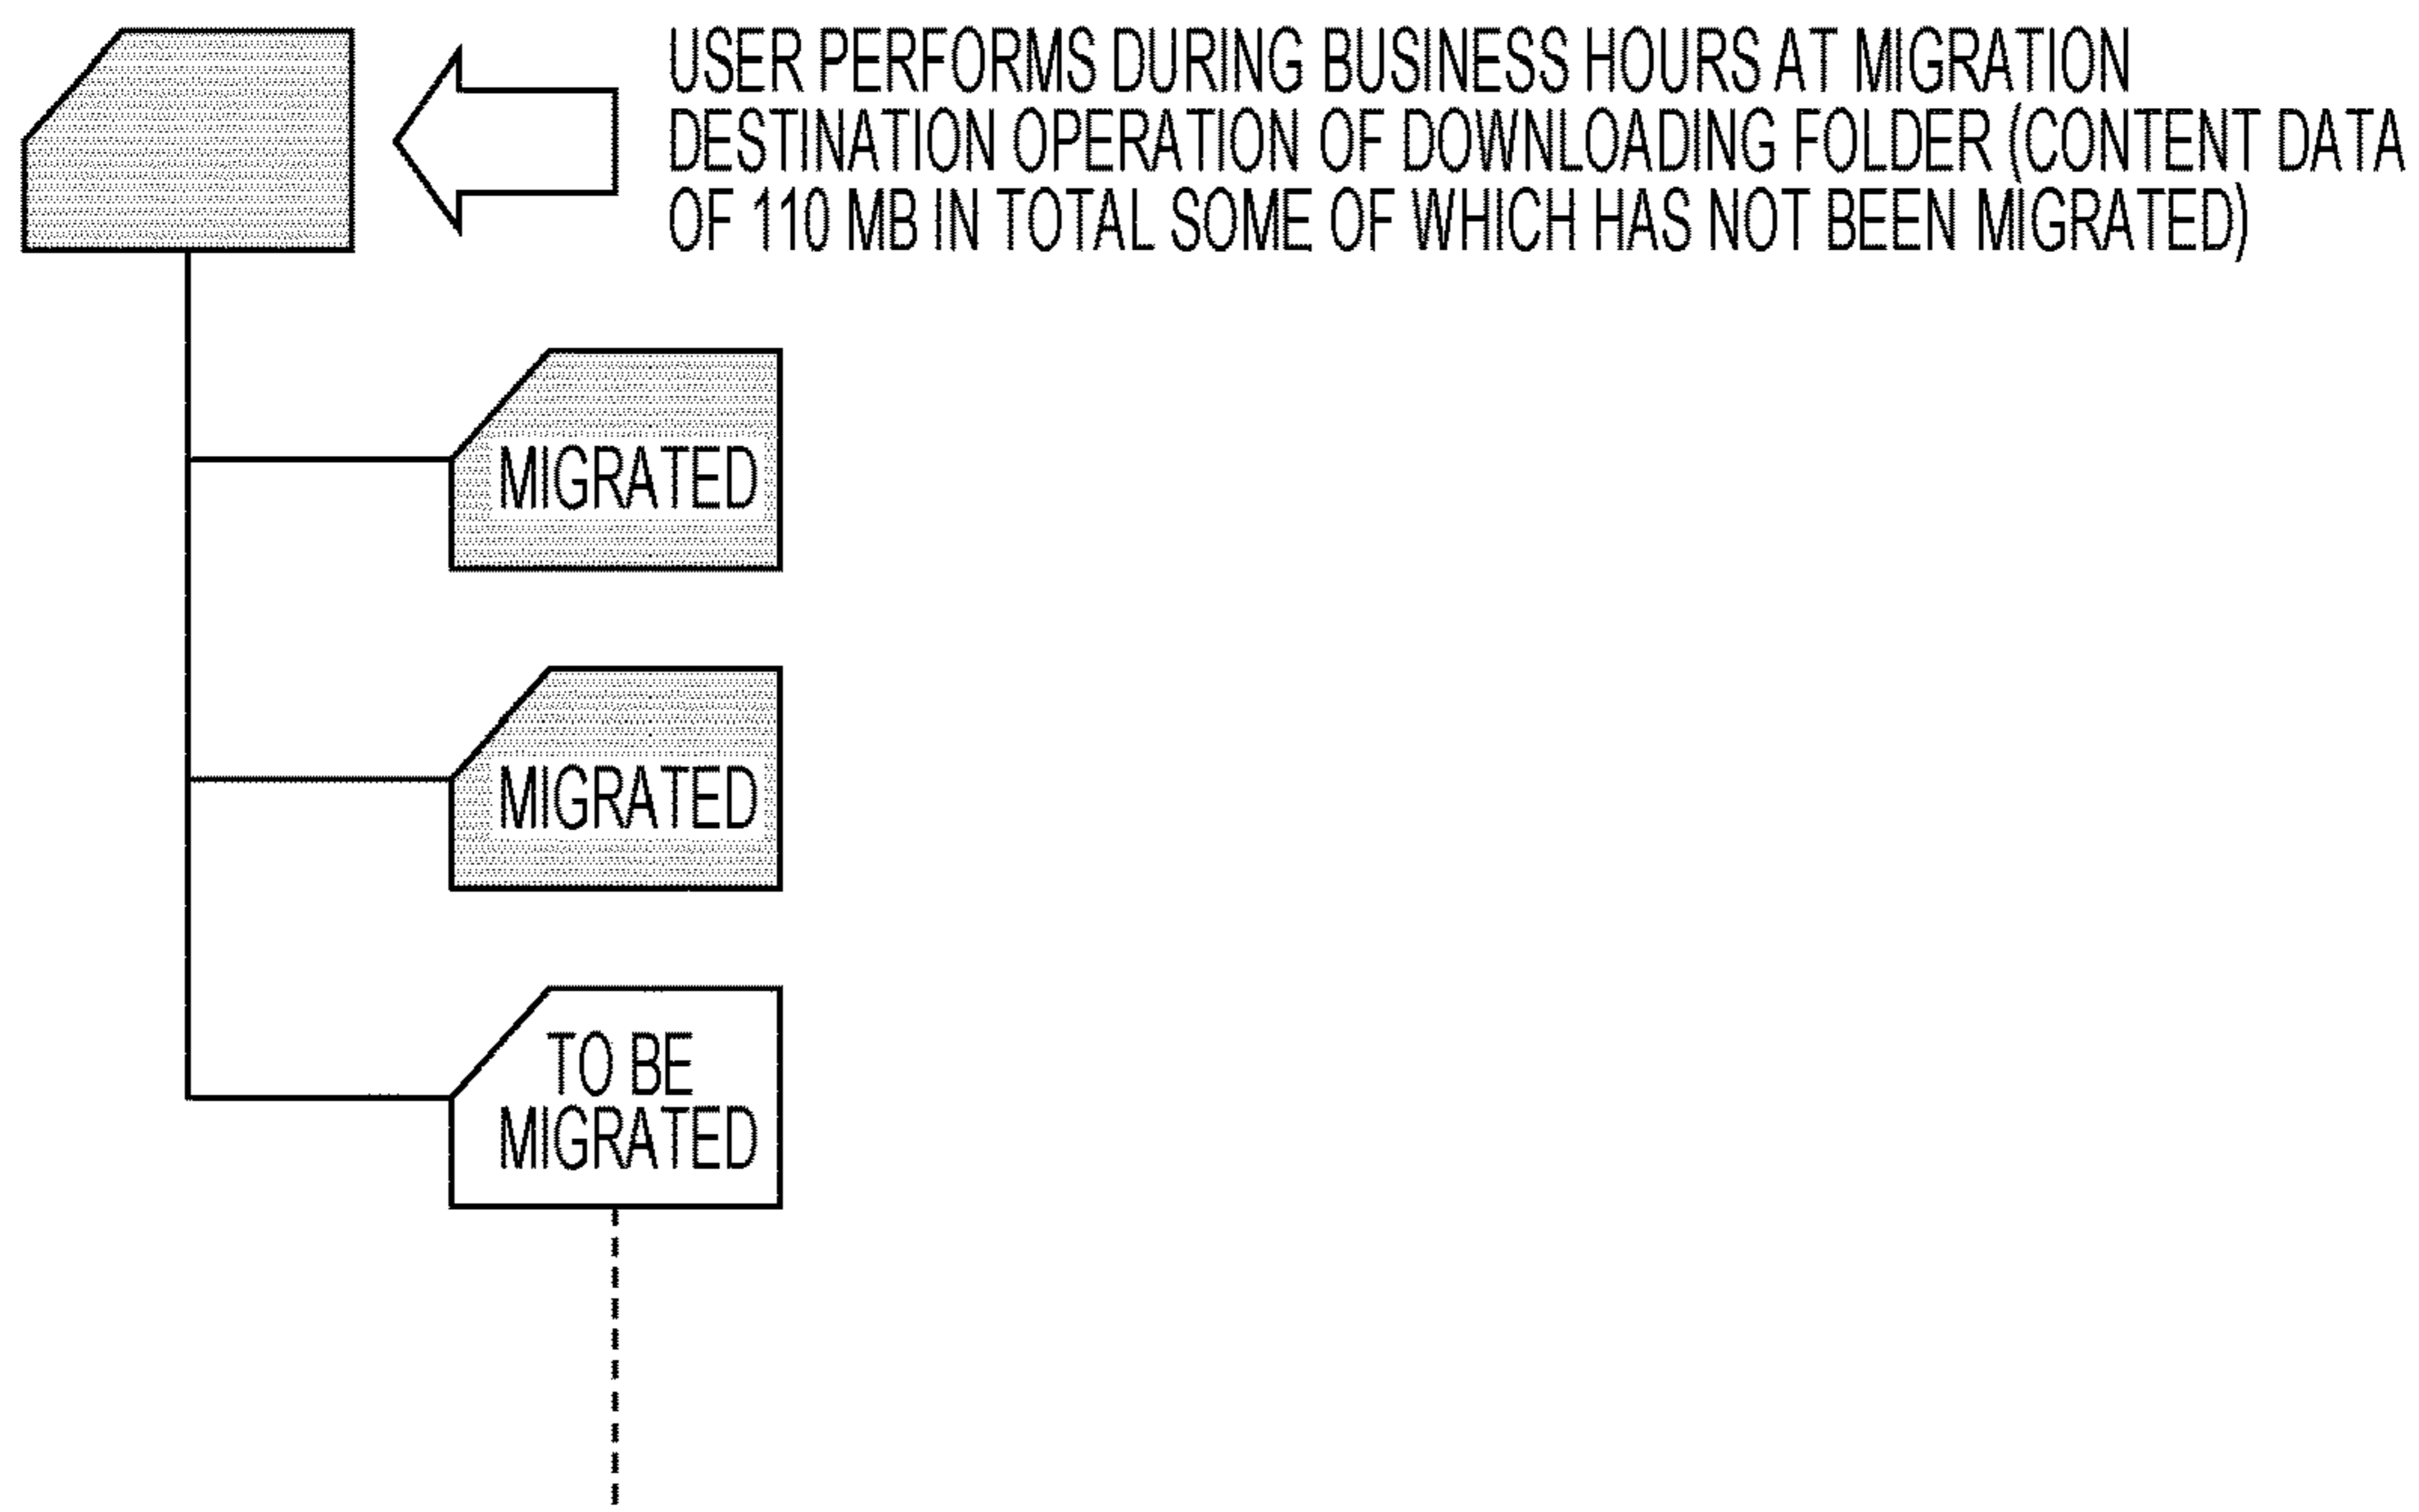 USER PERFORMS DURING BUSINESS HOURS AT MIGRATION
DESTINATION OPERATION OF DOWNLOADING FOLDER (CONTENT DATA
OF 110 MB IN TOTAL SOME OF WHICH HAS NOT BEEN MIGRATED)
MIGRATED
MIGRATED
TO BE
MIGRATED